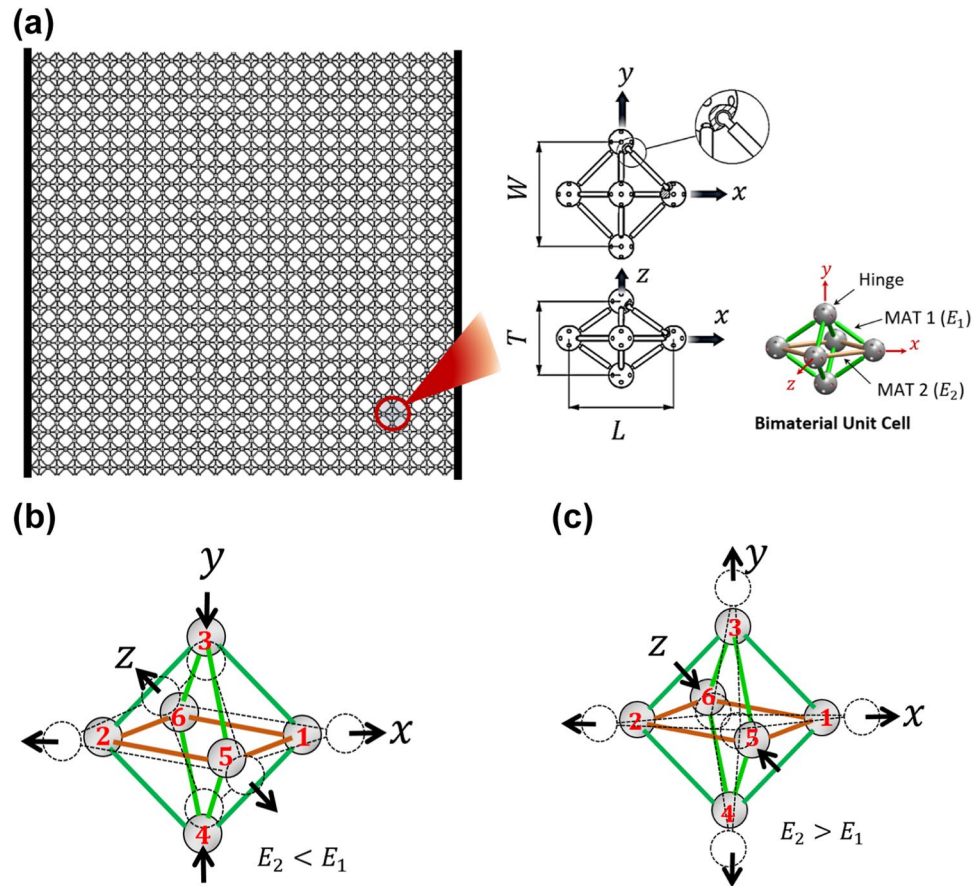 (a)
y
W
x
z
T
x
L
y
Hinge
MAT 1 (E₁)
x
z
MAT 2 (E₂)
Bimaterial Unit Cell
(b)
(c)
y
3
z
6
2
1
x
5
4
E₂ < E₁
y
3
z
6
2
1
x
5
4
E₂ > E₁